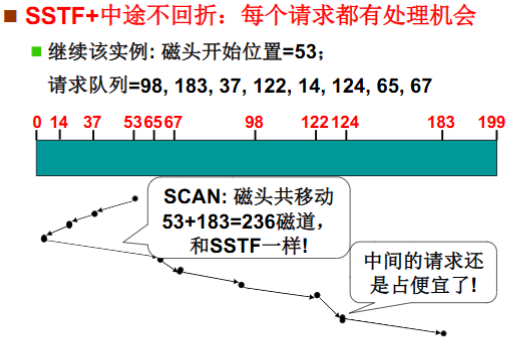 SSTF+中途不回折：每个请求都有处理机会
继续该实例: 磁头开始位置=53；
请求队列=98, 183, 37, 122, 14, 124, 65, 67
0 14 37 53 65 67 98 122 124 183 199
SCAN: 磁头共移动
53+183=236磁道，
和SSTF一样!
中间的请求还
是占便宜了!